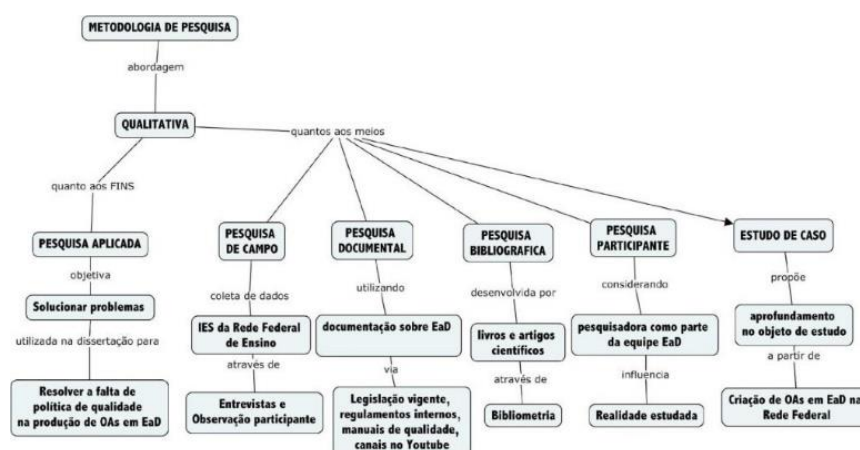 METODOLOGIA DE PESQUISA
abordagem
QUALITATIVA
quantos aos meios
quanto aos FINS
PESQUISA APLICADA
objetiva
Solucionar problemas
utilizada na dissertação para
Resolver a falta de
política de qualidade
na produção de OAs em EaD
PESQUISA
DE CAMPO
coleta de dados
IES da Rede Federal
de Ensino
através de
Entrevistas e
Observação participante
PESQUISA
DOCUMENTAL
utilizando
documentação sobre EaD
via
Legislação vigente,
regulamentos internos,
manuais de qualidade,
canais no Youtube
PESQUISA
BIBLIOGRAFICA
desenvolvida por
livros e artigos
científicos
através de
Bibliometria
PESQUISA
PARTICIPANTE
considerando
pesquisadora como parte
da equipe EaD
influencia
Realidade estudada
ESTUDO DE CASO
propõe
aprofundamento
no objeto de estudo
a partir de
Criação de OAs em EaD na
Rede Federal